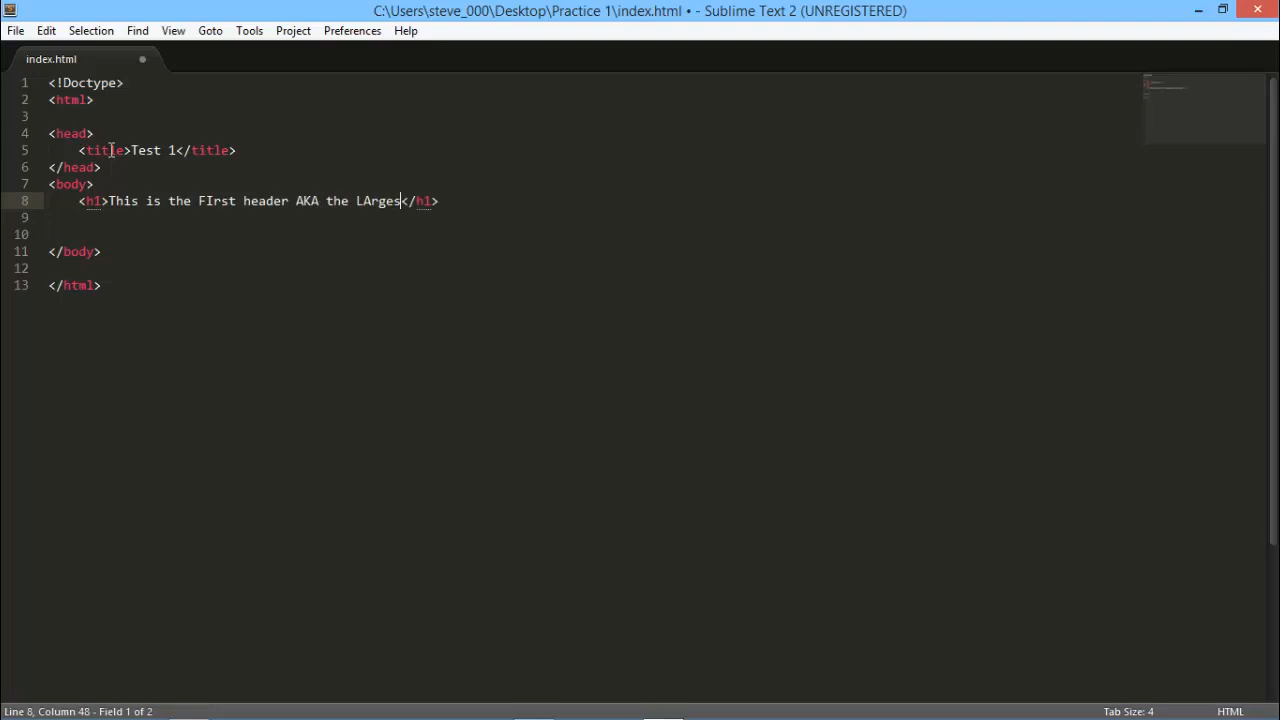 C:\Users\steve_000\Desktop\Practice 1\index.html • - Sublime Text 2 (UNREGISTERED)
File Edit Selection Find View Goto Tools Project Preferences Help
index.html
1 <!Doctype>
2 <html>
3
4 <head>
5 <title>Test 1</title>
6 </head>
7 <body>
8 <h1>This is the FIrst header AKA the LArges</h1>
9
10
11 </body>
12
13 </html>
Line 8, Column 48 - Field 1 of 2 Tab Size: 4 HTML